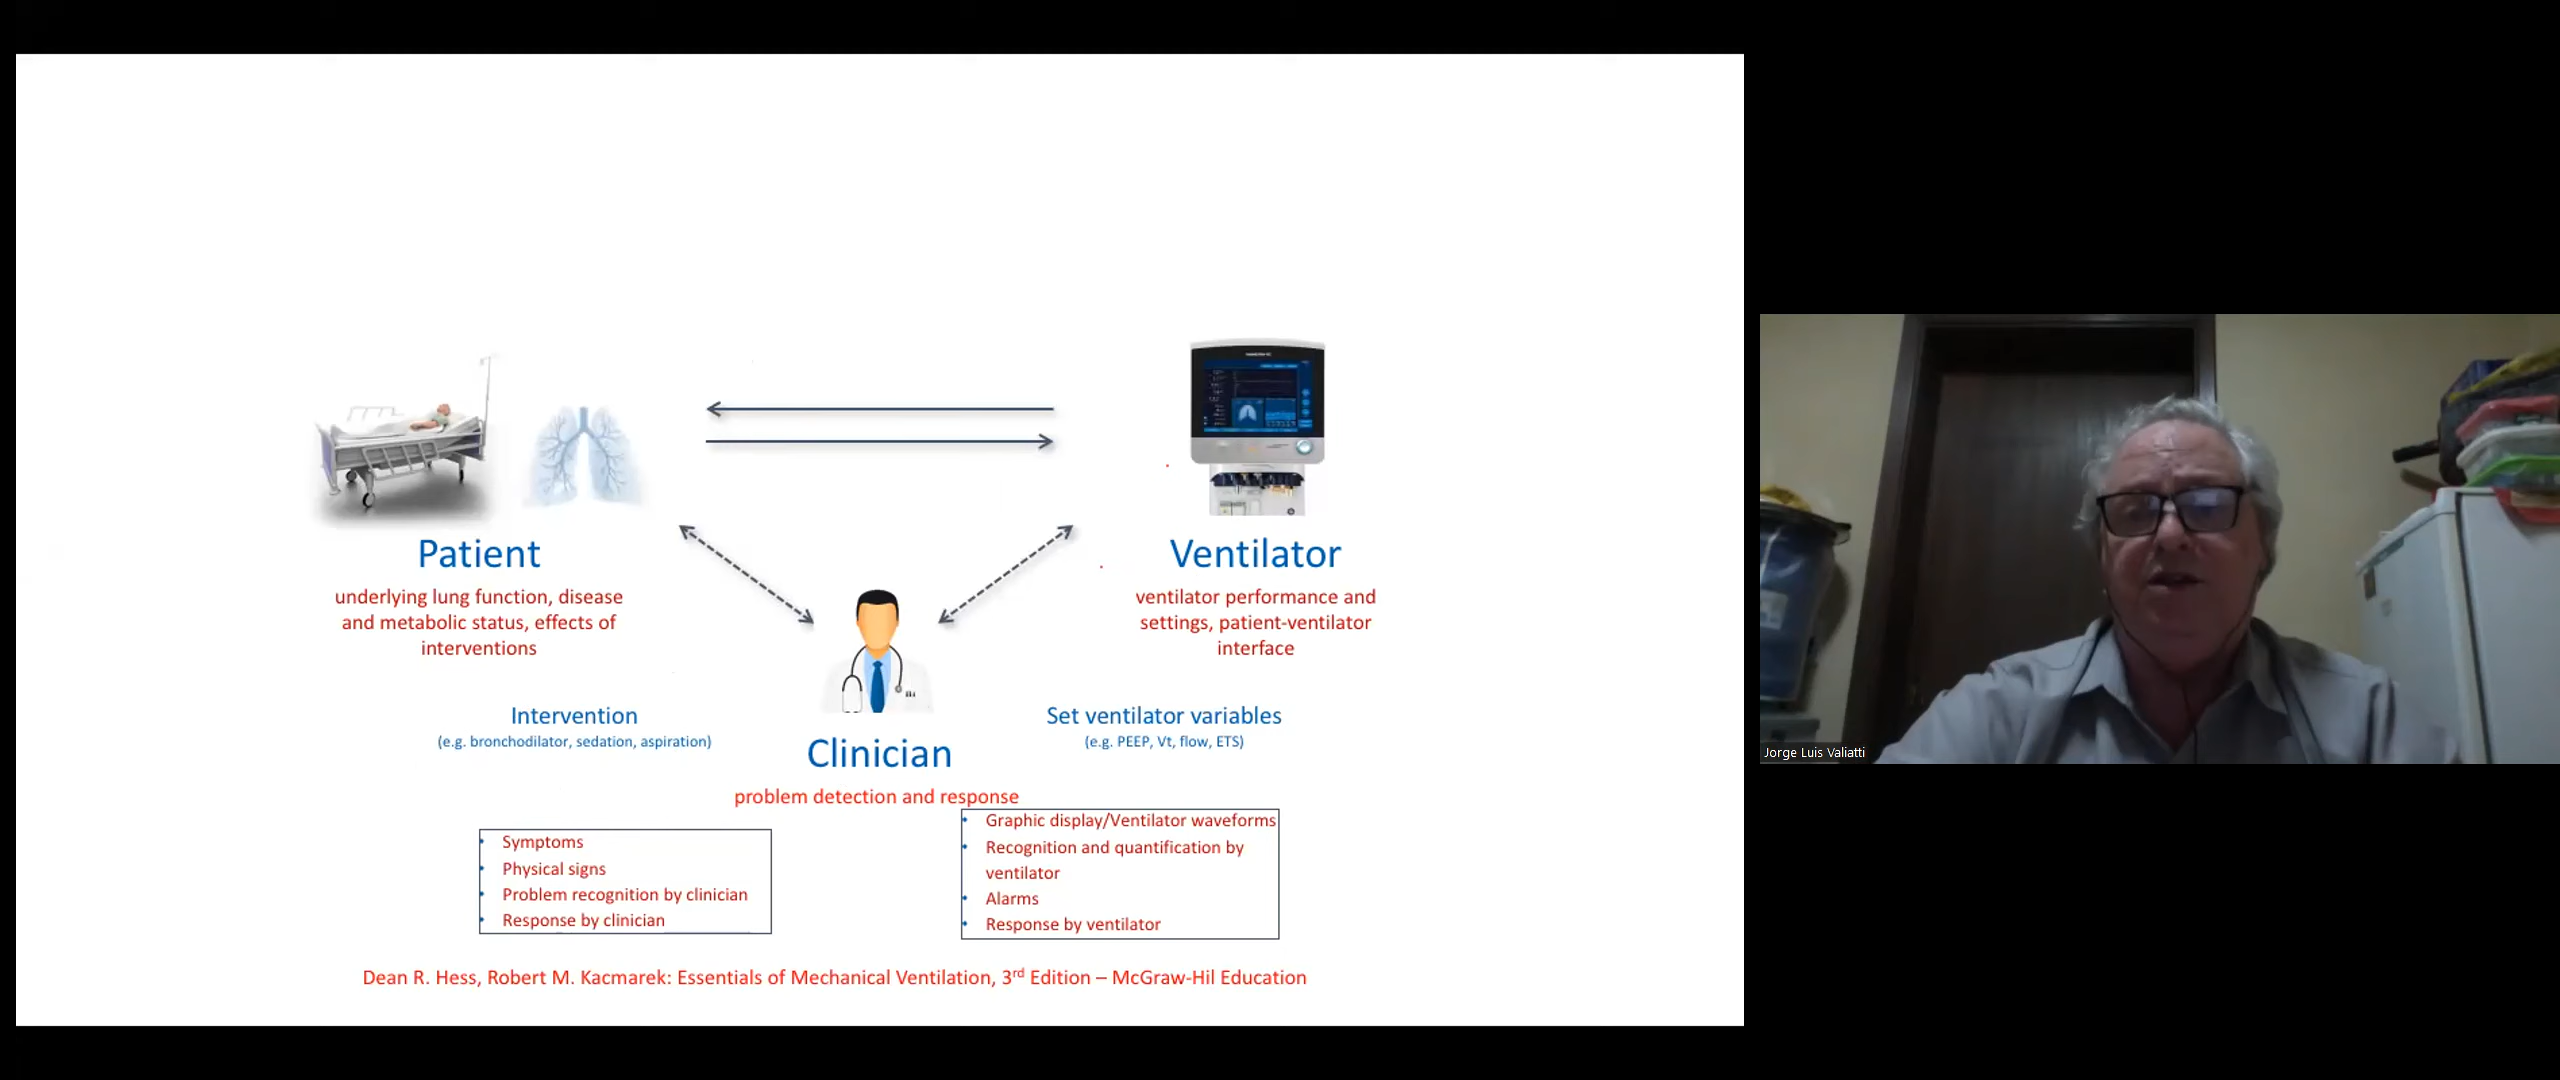 Patient
underlying lung function, disease
and metabolic status, effects of
interventions
Ventilator
ventilator performance and
settings, patient-ventilator
interface
Intervention
(e.g. bronchodilator, sedation, aspiration)
Set ventilator variables
(e.g. PEEP, Vt, flow, ETS)
Clinician
problem detection and response
• Symptoms
• Physical signs
• Problem recognition by clinician
• Response by clinician
• Graphic display/Ventilator waveforms
• Recognition and quantification by
ventilator
• Alarms
• Response by ventilator
Dean R. Hess, Robert M. Kacmarek: Essentials of Mechanical Ventilation, 3rd Edition – McGraw-Hil Education
Jorge Luis Valiatti